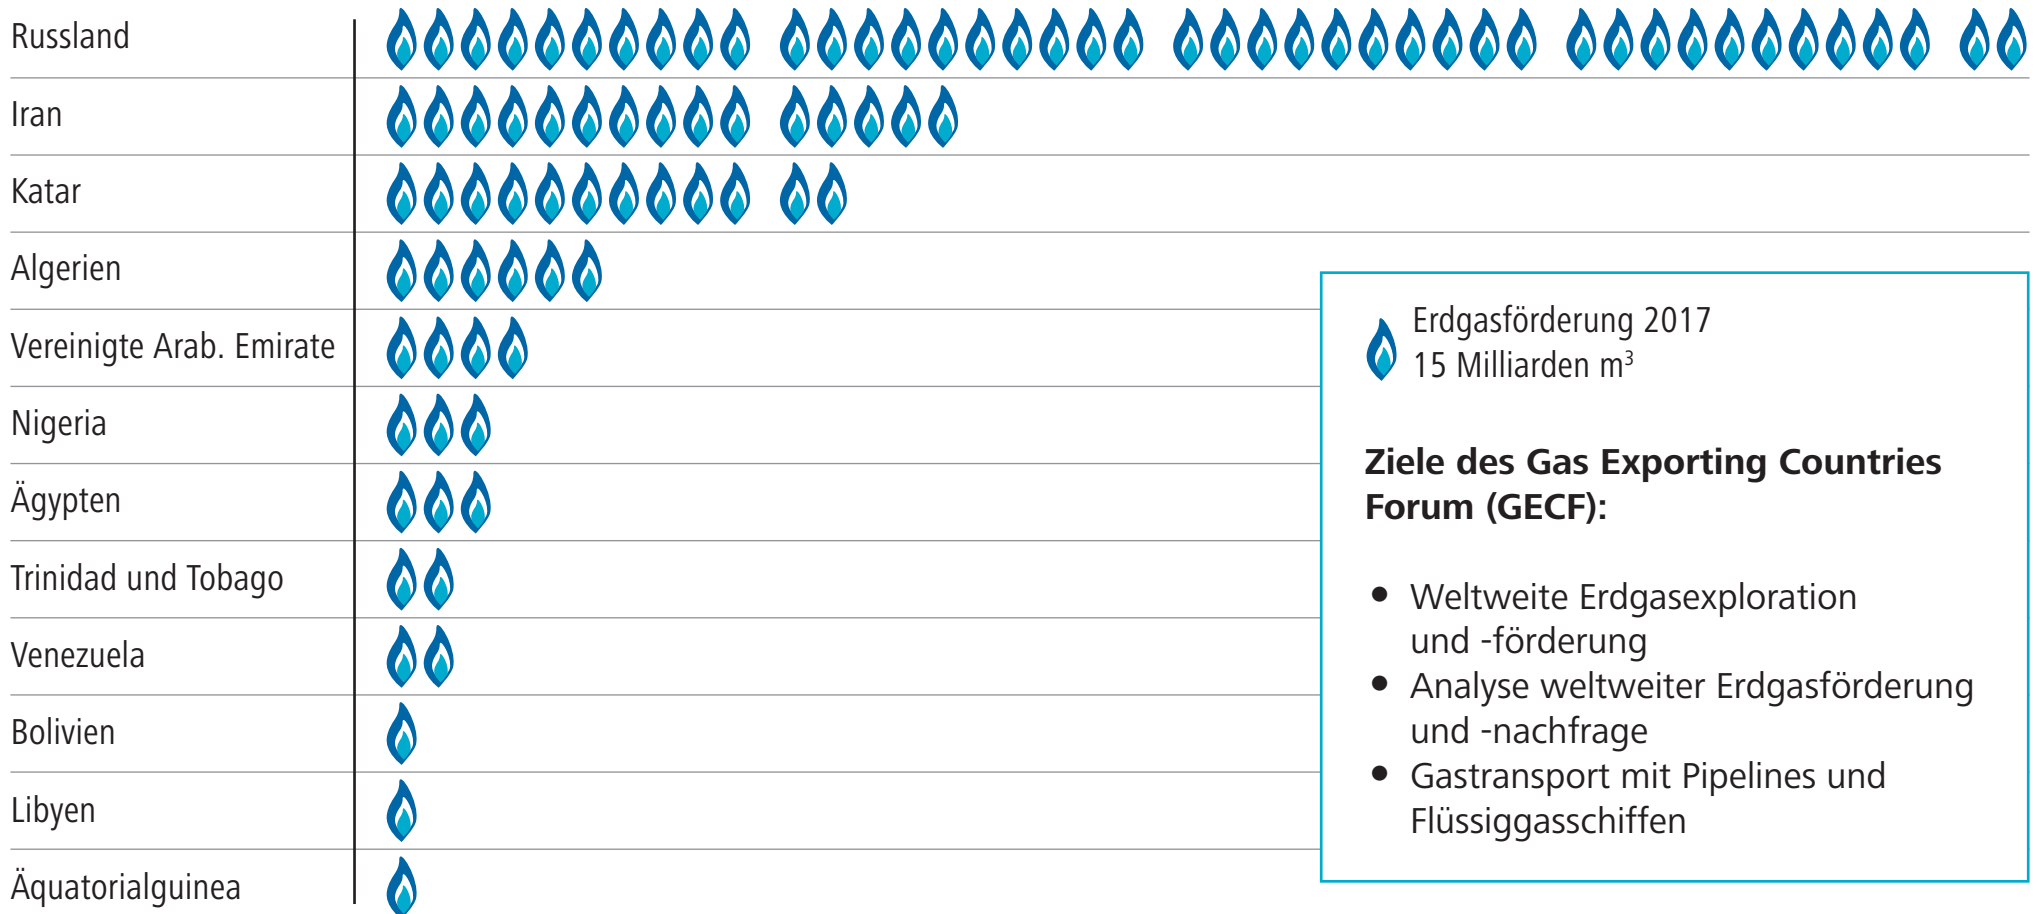 Russland
Iran
Katar
Algerien
Vereinigte Arab. Emirate
Nigeria
Ägypten
Trinidad und Tobago
Venezuela
Bolivien
Libyen
Äquatorialguinea
Erdgasförderung 2017
15 Milliarden m³
Ziele des Gas Exporting Countries
Forum (GECF):
• Weltweite Erdgasexploration
und -förderung
• Analyse weltweiter Erdgasförderung
und -nachfrage
• Gastransport mit Pipelines und
Flüssiggasschiffen